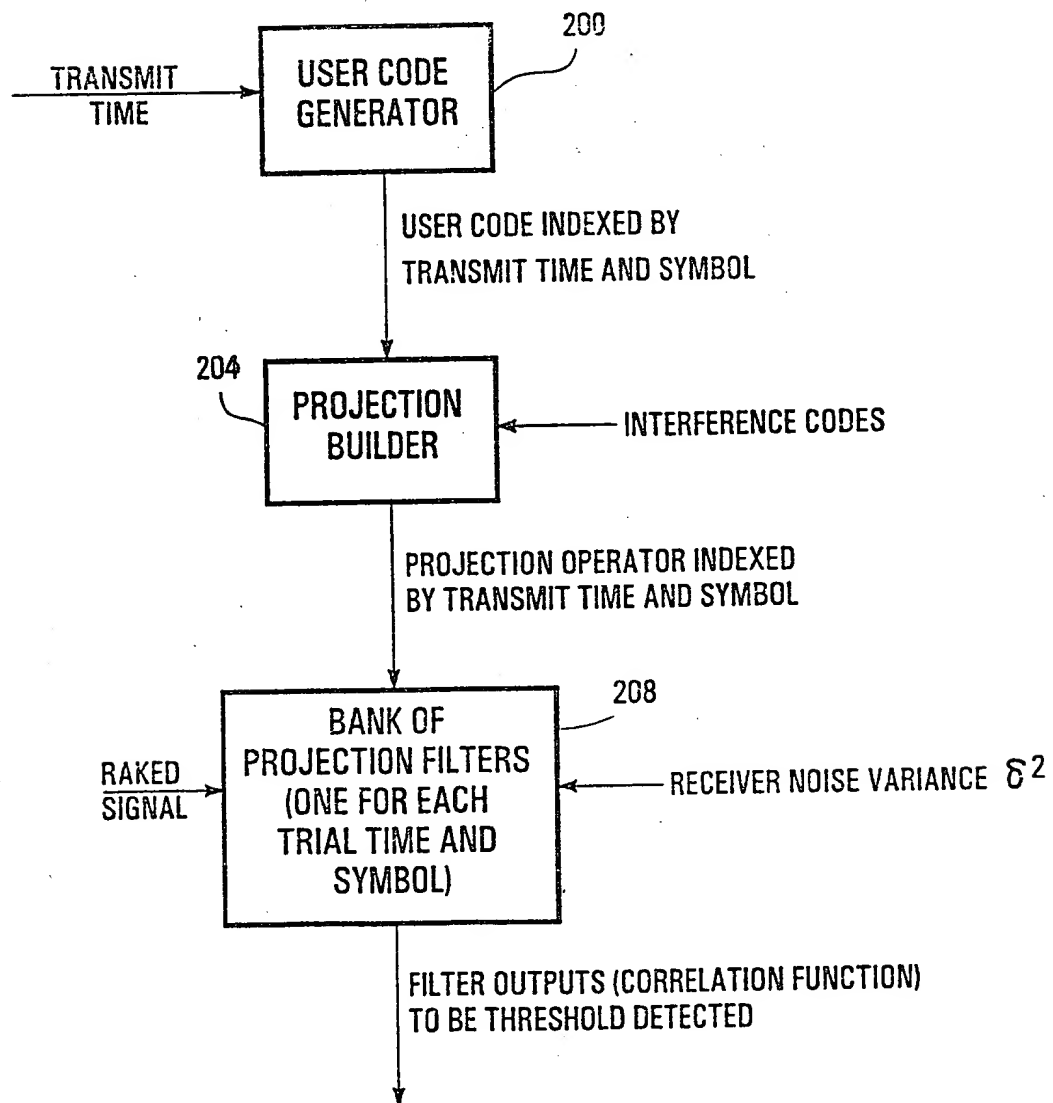 200
TRANSMIT
TIME
USER CODE
GENERATOR
USER CODE INDEXED BY
TRANSMIT TIME AND SYMBOL
204
PROJECTION
BUILDER
INTERFERENCE CODES
PROJECTION OPERATOR INDEXED
BY TRANSMIT TIME AND SYMBOL
208
BANK OF
PROJECTION FILTERS
(ONE FOR EACH
TRIAL TIME AND
SYMBOL)
RAKED
SIGNAL
RECEIVER NOISE VARIANCE δ²
FILTER OUTPUTS (CORRELATION FUNCTION)
TO BE THRESHOLD DETECTED